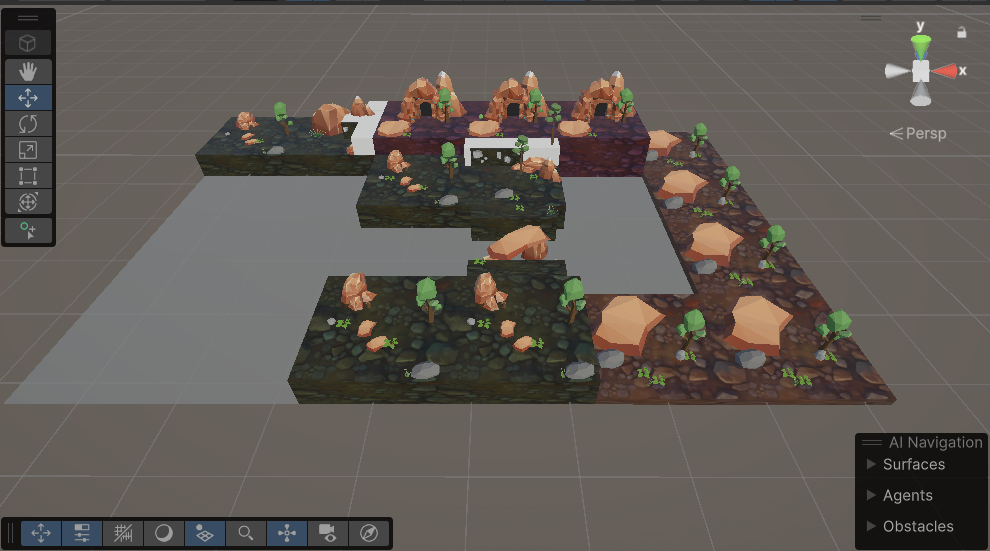 y
x
Persp
AI Navigation
Surfaces
Agents
Obstacles